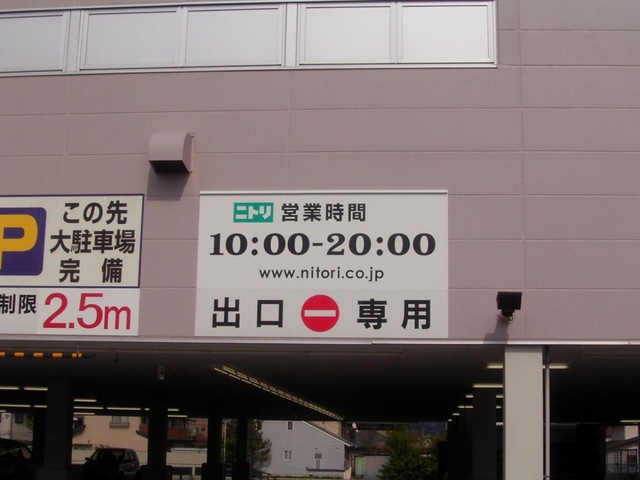 P
この先
大駐車場
完備
制限 2.5m
ニトリ 営業時間
10:00-20:00
www.nitori.co.jp
出口 専用